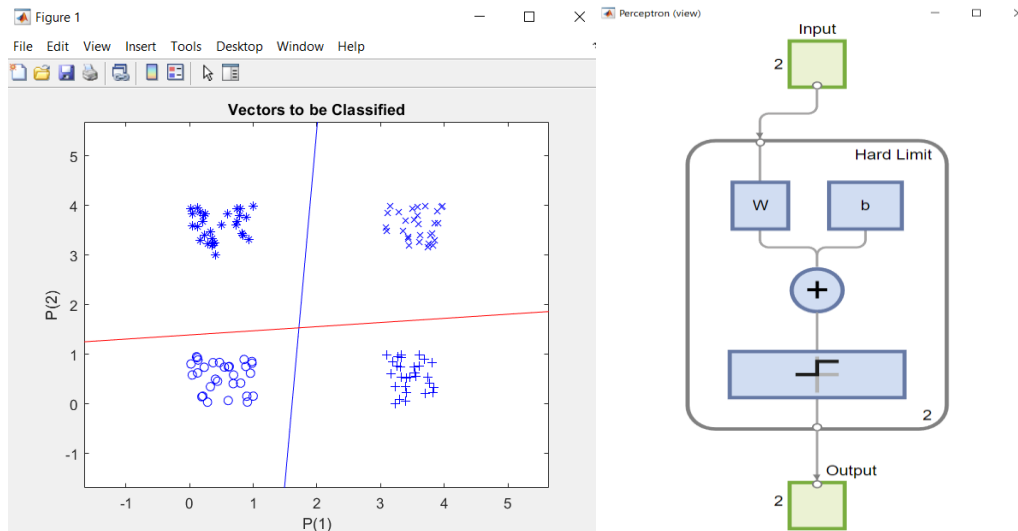 Figure 1
File Edit View Insert Tools Desktop Window Help
Vectors to be Classified
5
4
3
2
1
0
-1
P(2)
-1 0 1 2 3 4 5
P(1)
Perceptron (view)
Input
2
Hard Limit
W b
+
2
Output
2